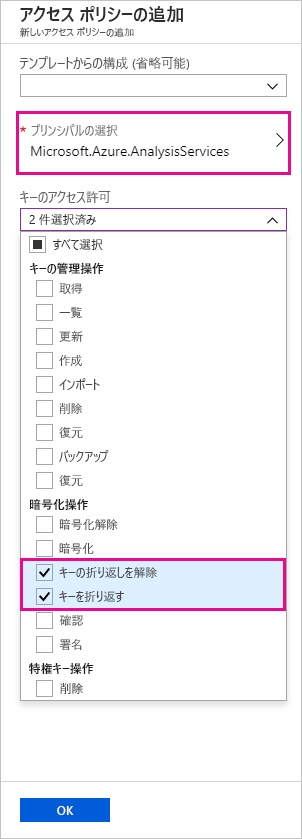 アクセス ポリシーの追加
新しいアクセス ポリシーの追加
テンプレートからの構成 (省略可能)
* プリンシパルの選択
Microsoft.Azure.AnalysisServices
キーのアクセス許可
2 件選択済み
すべて選択
キーの管理操作
取得
一覧
更新
作成
インポート
削除
復元
バックアップ
復元
暗号化操作
暗号化解除
暗号化
キーの折り返しを解除
キーを折り返す
確認
署名
特権キー操作
削除
OK